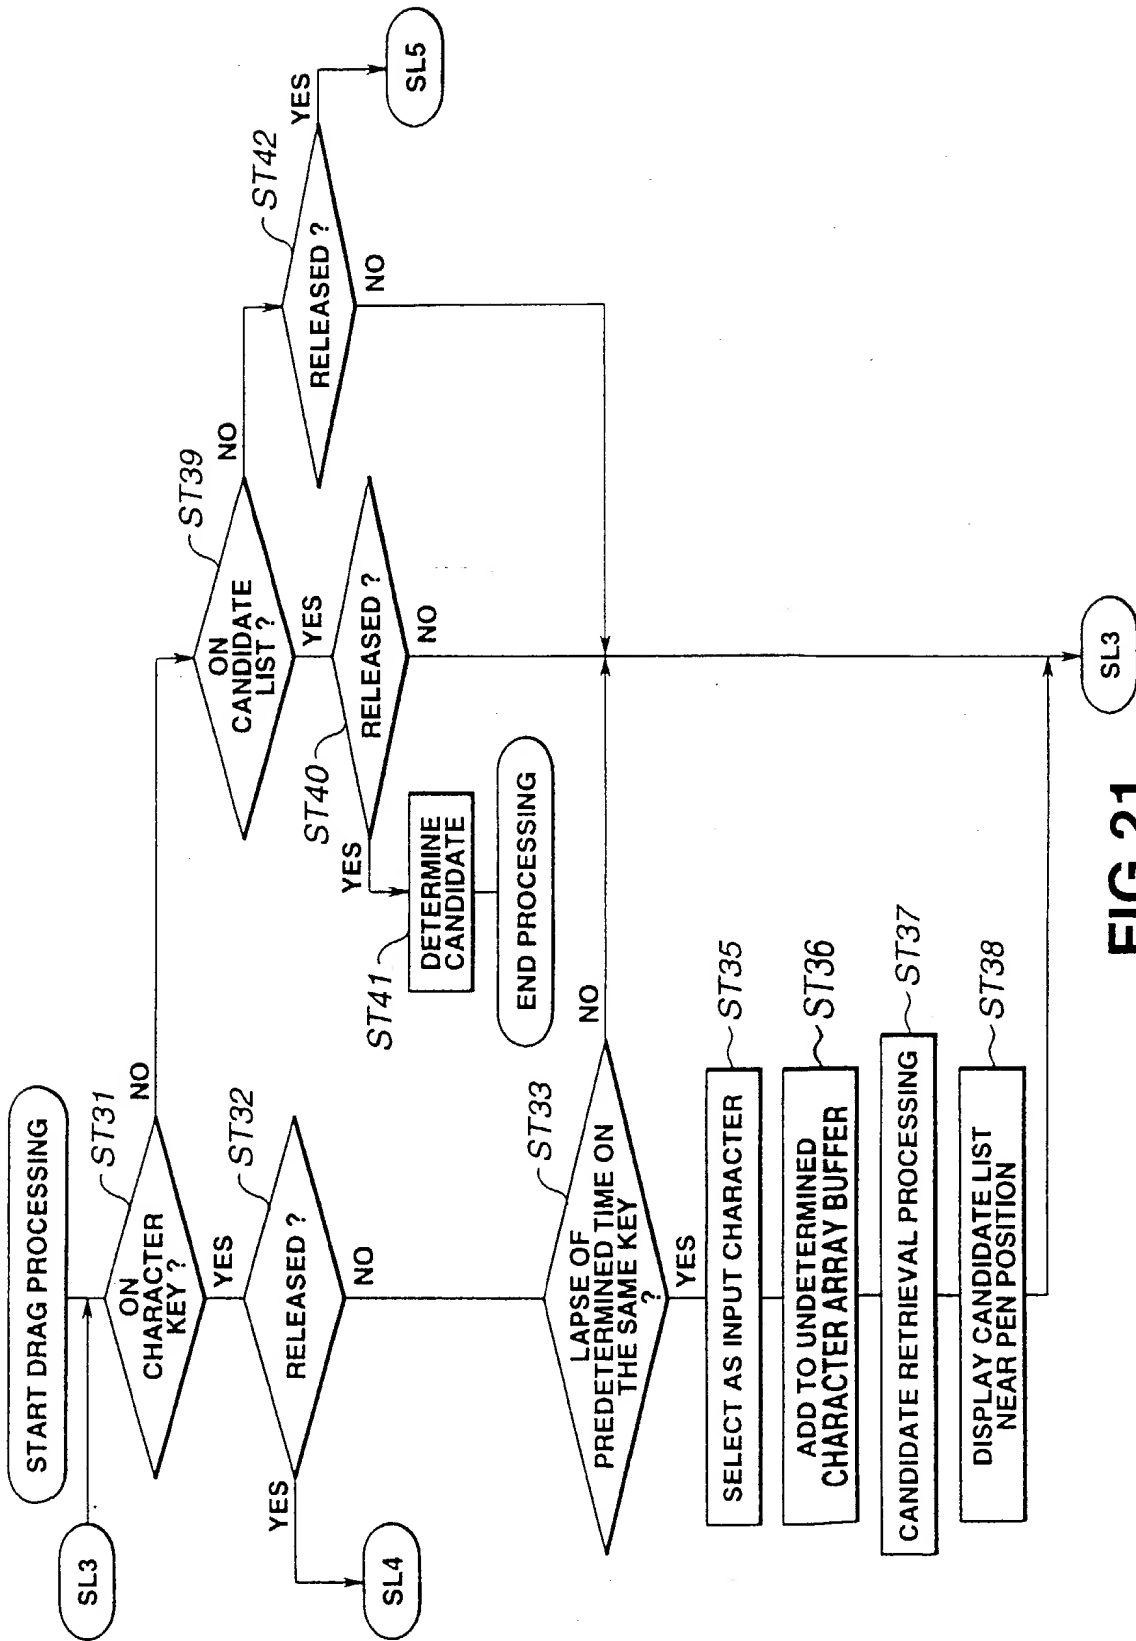 START DRAG PROCESSING
SL3
ST31
ON
CHARACTER
KEY ?
NO
YES
ST32
RELEASED ?
YES
SL4
NO
ST33
LAPSE OF
PREDETERMINED TIME ON
THE SAME KEY
?
NO
YES
SELECT AS INPUT CHARACTER
ST35
ADD TO UNDETERMINED
CHARACTER ARRAY BUFFER
ST36
CANDIDATE RETRIEVAL PROCESSING
ST37
DISPLAY CANDIDATE LIST
NEAR PEN POSITION
ST38
ST39
ON
CANDIDATE
LIST ?
NO
YES
ST40
RELEASED ?
YES
NO
ST41
DETERMINE
CANDIDATE
END PROCESSING
ST42
RELEASED ?
YES
SL5
NO
SL3
FIG.21